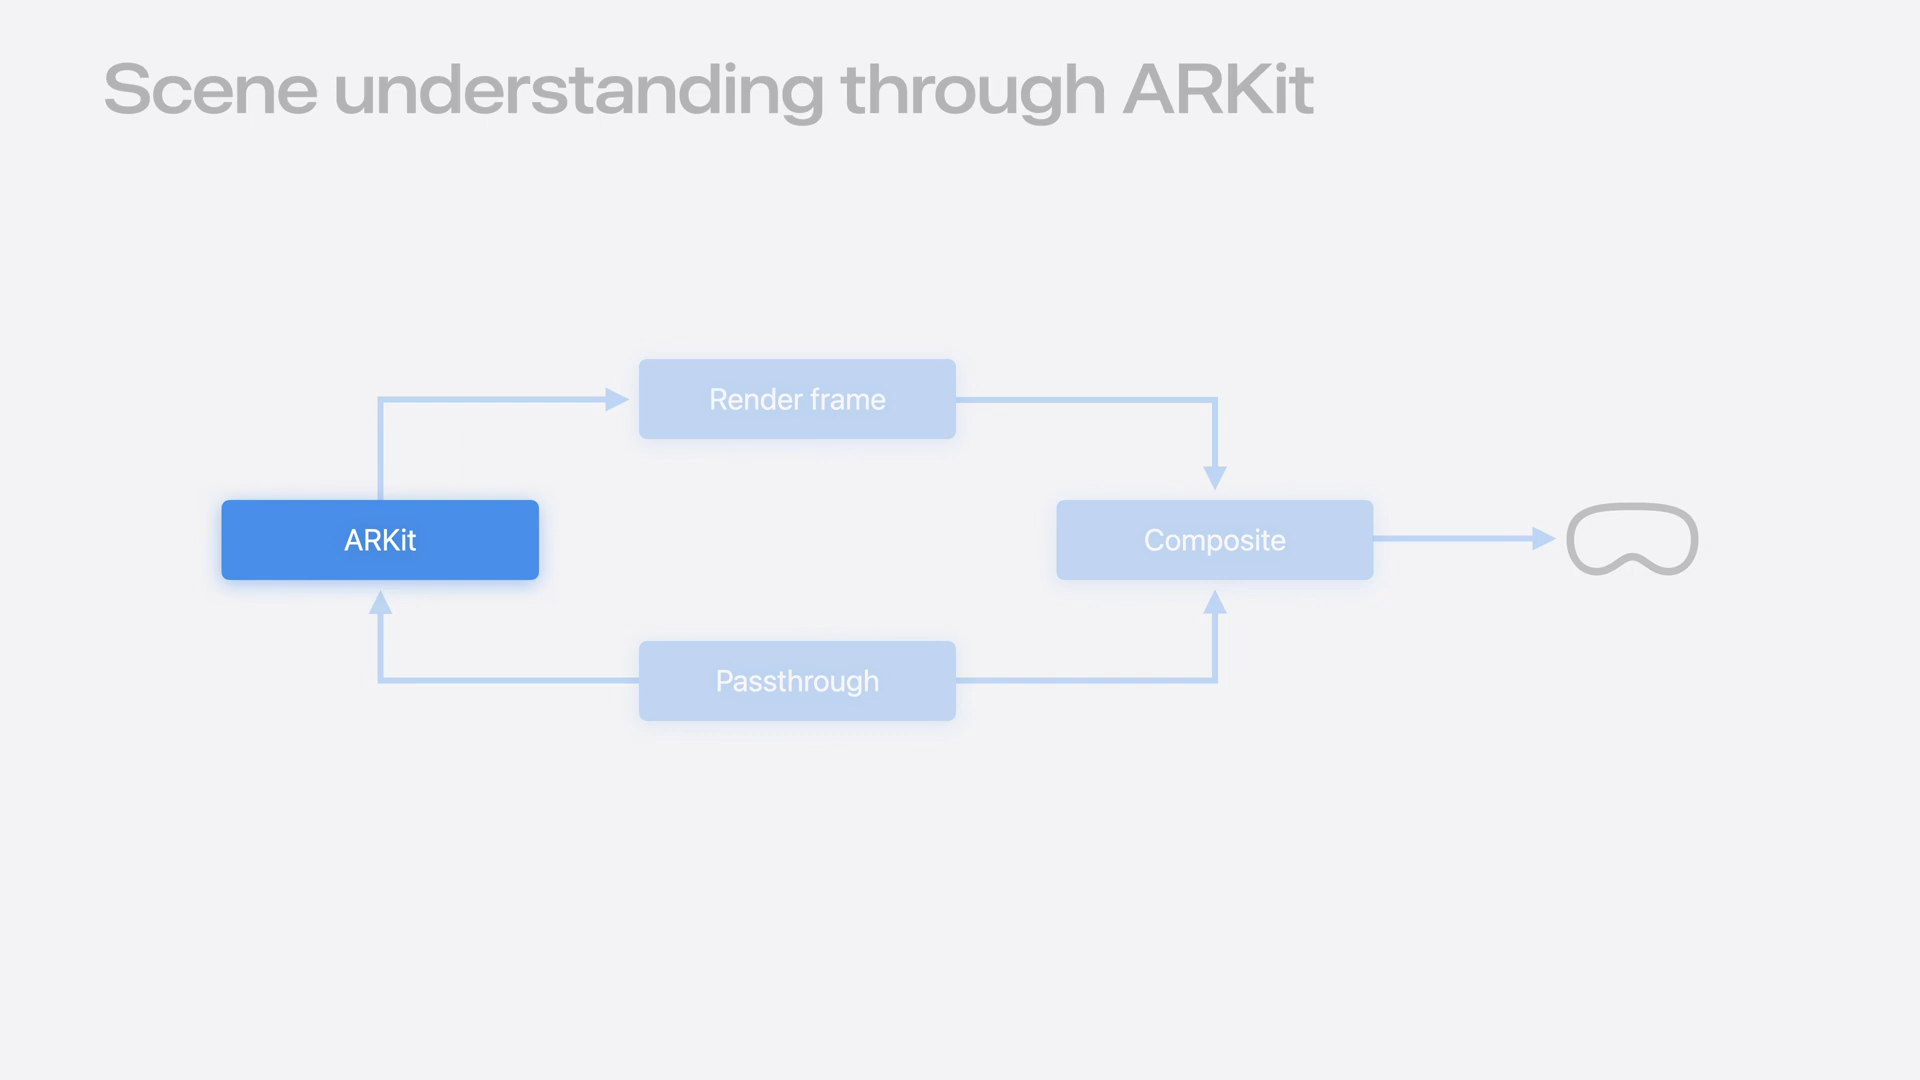 Scene understanding through ARKit
Render frame
ARKit
Composite
Passthrough